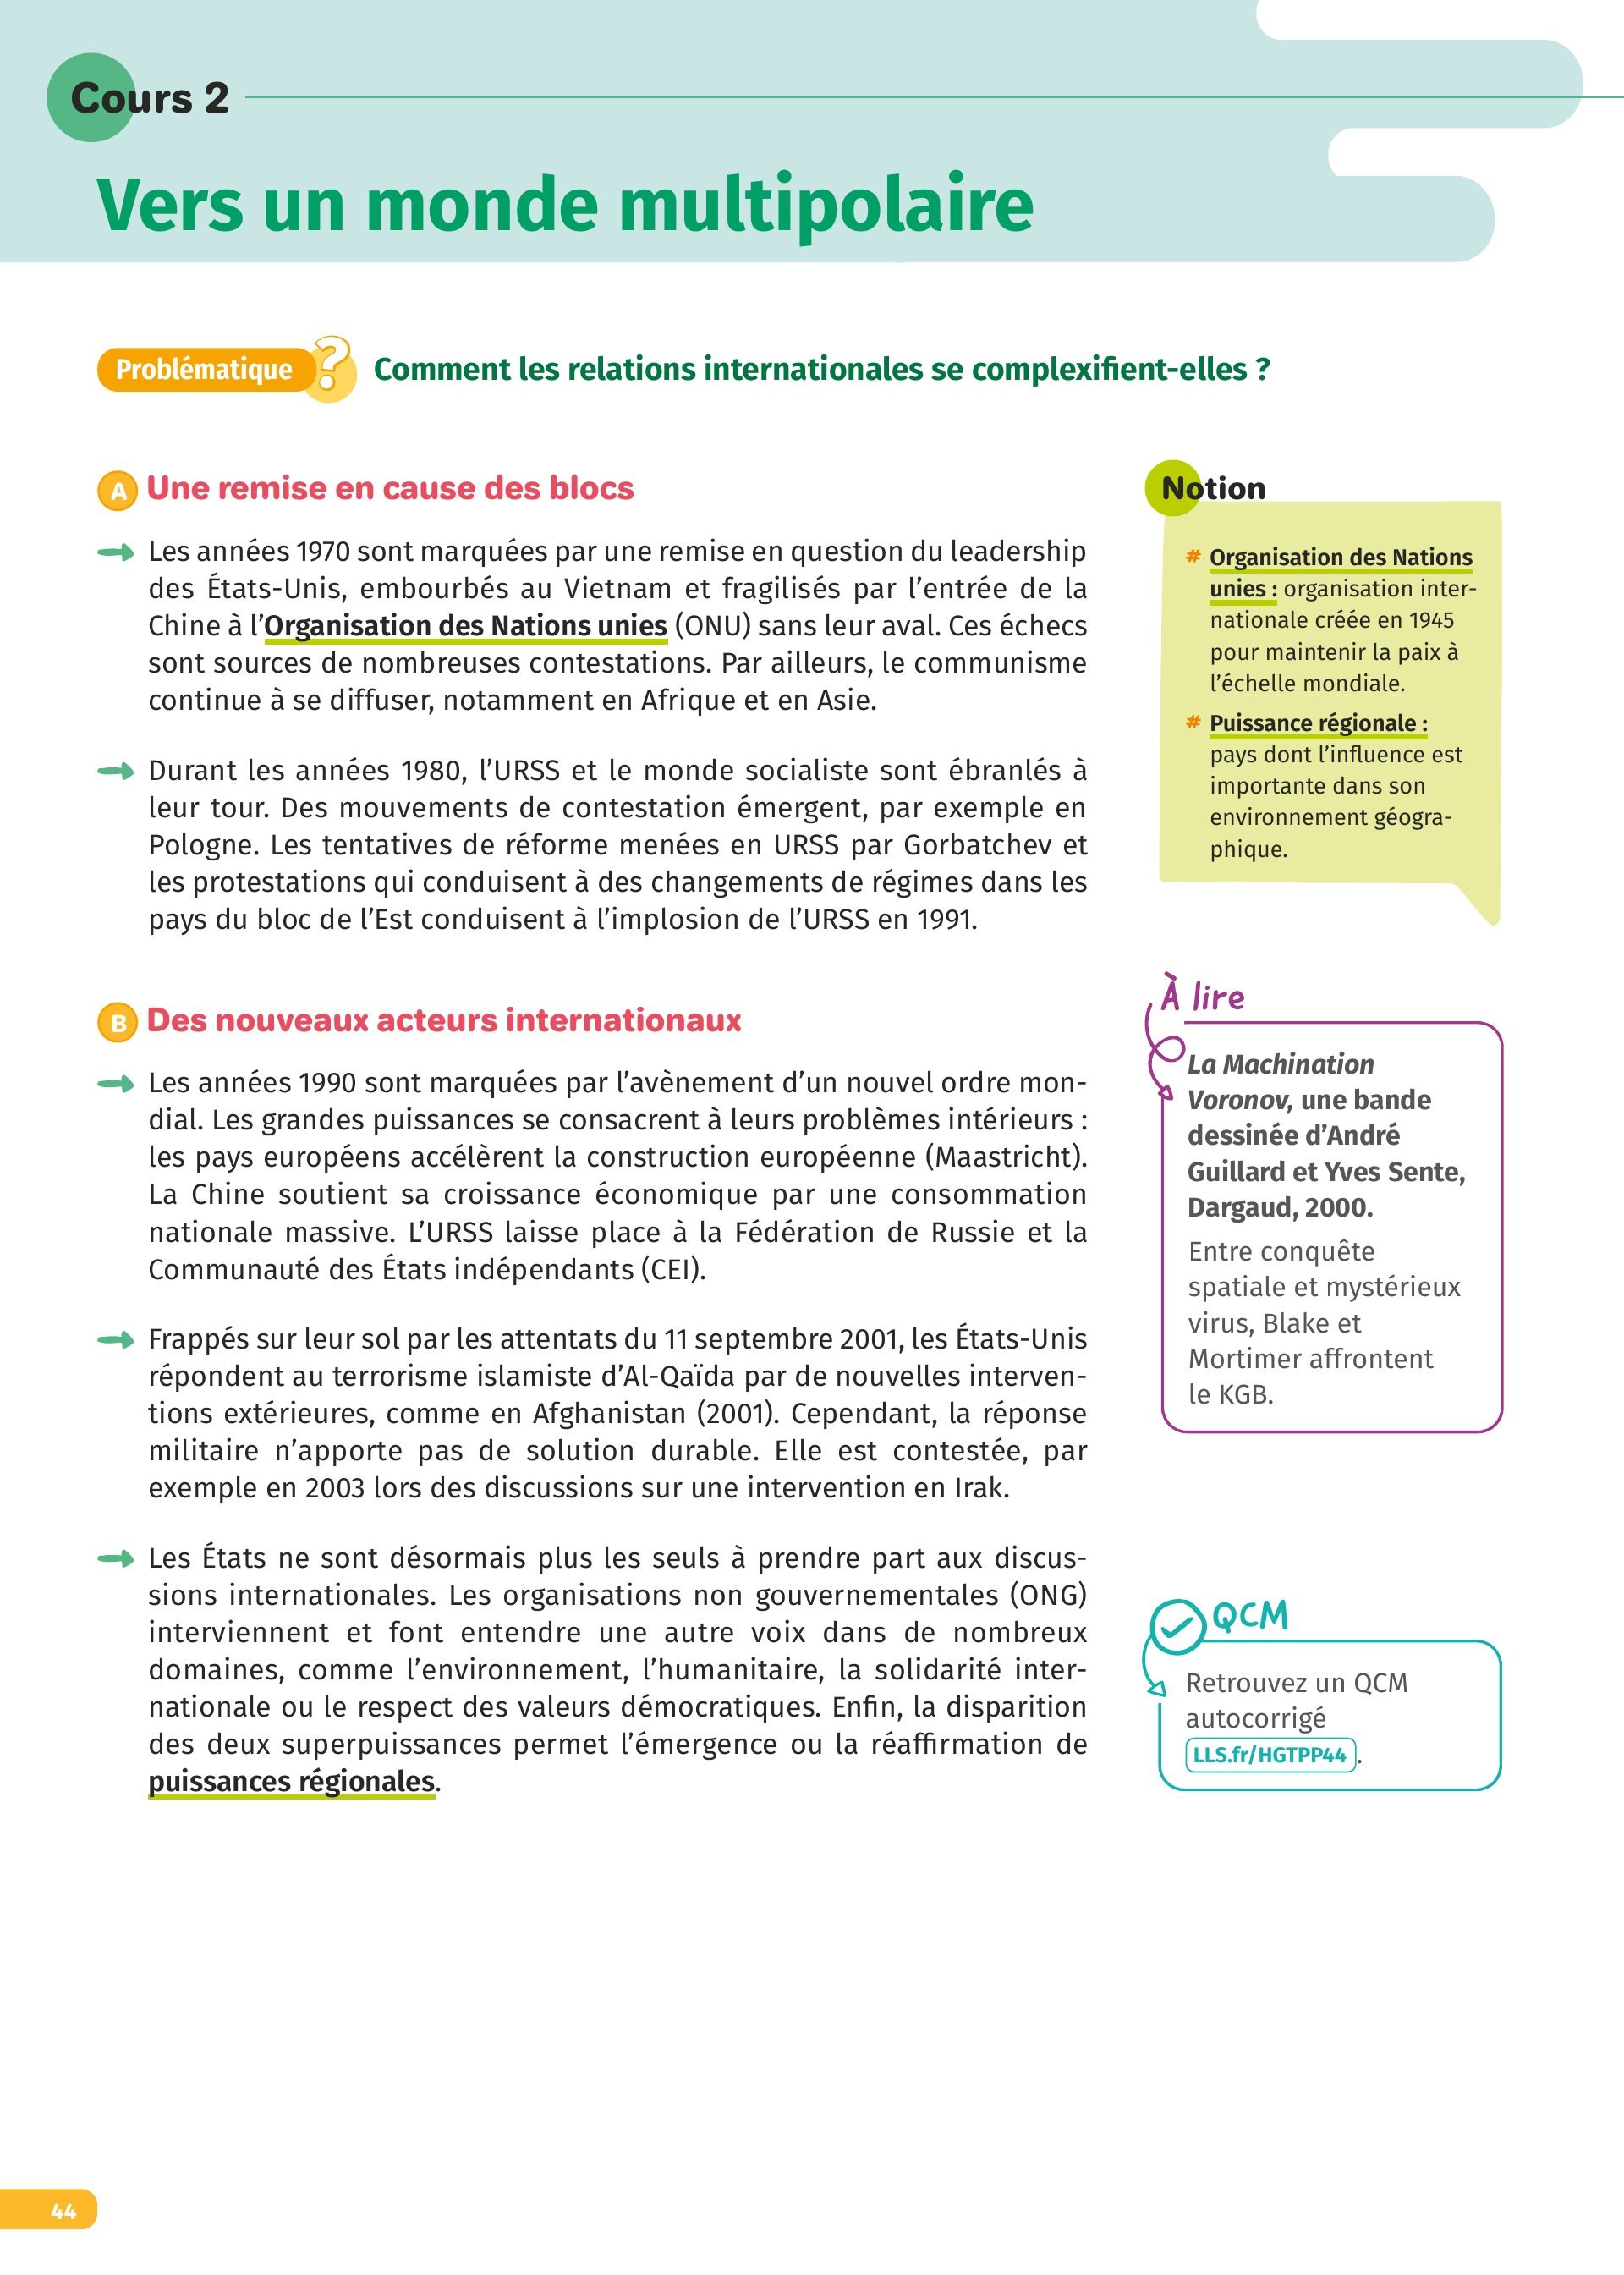 Cours 2
Vers un monde multipolaire
Problématique ? Comment les relations internationales se complexifient-elles ?
A Une remise en cause des blocs
Les années 1970 sont marquées par une remise en question du leadership
des États-Unis, embourbés au Vietnam et fragilisés par l’entrée de la
Chine à l’Organisation des Nations unies (ONU) sans leur aval. Ces échecs
sont sources de nombreuses contestations. Par ailleurs, le communisme
continue à se diffuser, notamment en Afrique et en Asie.
Durant les années 1980, l’URSS et le monde socialiste sont ébranlés à
leur tour. Des mouvements de contestation émergent, par exemple en
Pologne. Les tentatives de réforme menées en URSS par Gorbatchev et
les protestations qui conduisent à des changements de régimes dans les
pays du bloc de l’Est conduisent à l’implosion de l’URSS en 1991.
B Des nouveaux acteurs internationaux
Les années 1990 sont marquées par l’avènement d’un nouvel ordre mon-
dial. Les grandes puissances se consacrent à leurs problèmes intérieurs :
les pays européens accélèrent la construction européenne (Maastricht).
La Chine soutient sa croissance économique par une consommation
nationale massive. L’URSS laisse place à la Fédération de Russie et la
Communauté des États indépendants (CEI).
Frappés sur leur sol par les attentats du 11 septembre 2001, les États-Unis
répondent au terrorisme islamiste d’Al-Qaïda par de nouvelles interven-
tions extérieures, comme en Afghanistan (2001). Cependant, la réponse
militaire n’apporte pas de solution durable. Elle est contestée, par
exemple en 2003 lors des discussions sur une intervention en Irak.
Les États ne sont désormais plus les seuls à prendre part aux discus-
sions internationales. Les organisations non gouvernementales (ONG)
interviennent et font entendre une autre voix dans de nombreux
domaines, comme l’environnement, l’humanitaire, la solidarité inter-
nationale ou le respect des valeurs démocratiques. Enfin, la disparition
des deux superpuissances permet l’émergence ou la réaffirmation de
puissances régionales.
Notion
# Organisation des Nations
unies : organisation inter-
nationale créée en 1945
pour maintenir la paix à
l’échelle mondiale.
# Puissance régionale :
pays dont l’influence est
importante dans son
environnement géogra-
phique.
À lire
La Machination
Voronov, une bande
dessinée d’André
Guillard et Yves Sente,
Dargaud, 2000.
Entre conquête
spatiale et mystérieux
virus, Blake et
Mortimer affrontent
le KGB.
QCM
Retrouvez un QCM
autocorrigé
LLS.fr/HGTPP44.
44